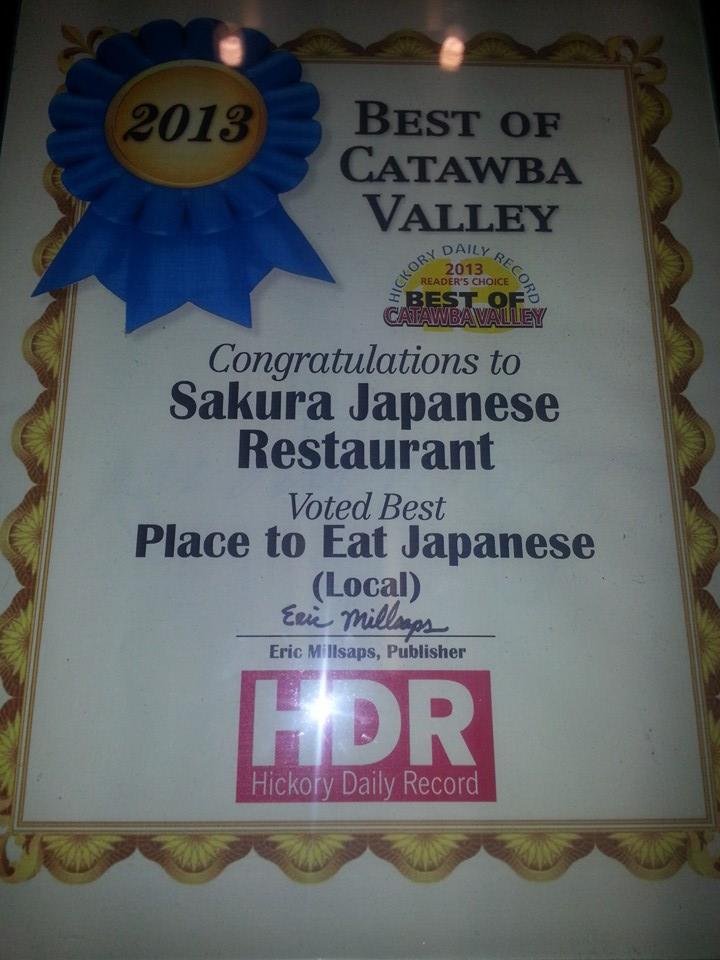 2013
BEST OF
CATAWBA
VALLEY
HICKORY DAILY RECORD
2013
READER'S CHOICE
BEST OF
CATAWBA VALLEY
Congratulations to
Sakura Japanese
Restaurant
Voted Best
Place to Eat Japanese
(Local)
Eric Millsaps
Eric Millsaps, Publisher
HDR
Hickory Daily Record